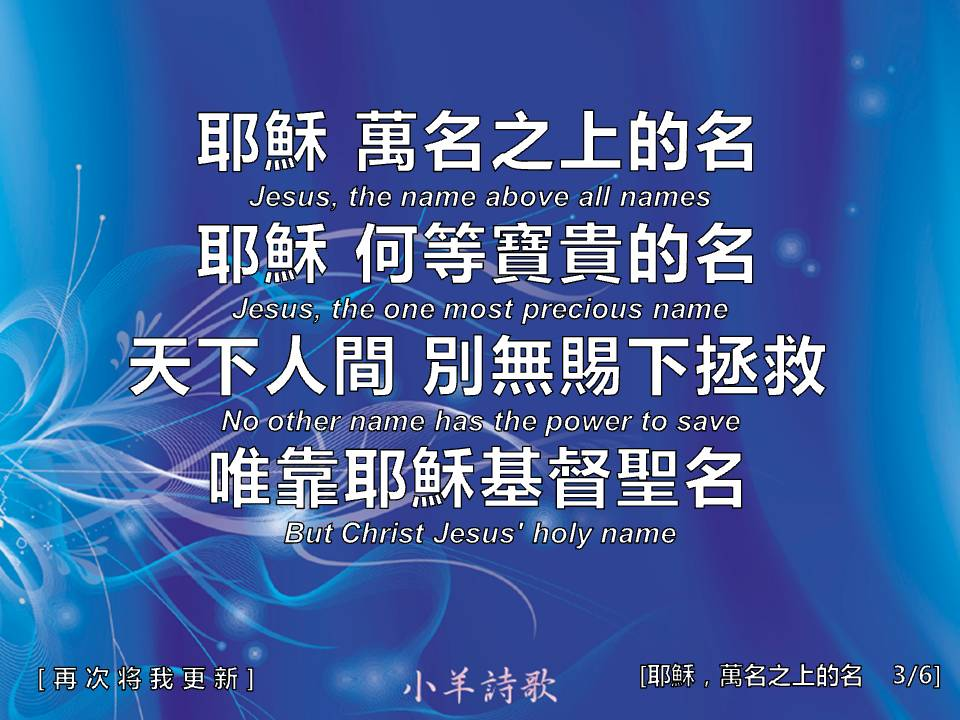 耶穌 萬名之上的名
Jesus, the name above all names
耶穌 何等寶貴的名
Jesus, the one most precious name
天下人間 別無賜下拯救
No other name has the power to save
唯靠耶穌基督聖名
But Christ Jesus' holy name
[再次将我更新]
小羊詩歌
[耶穌，萬名之上的名 3/6]